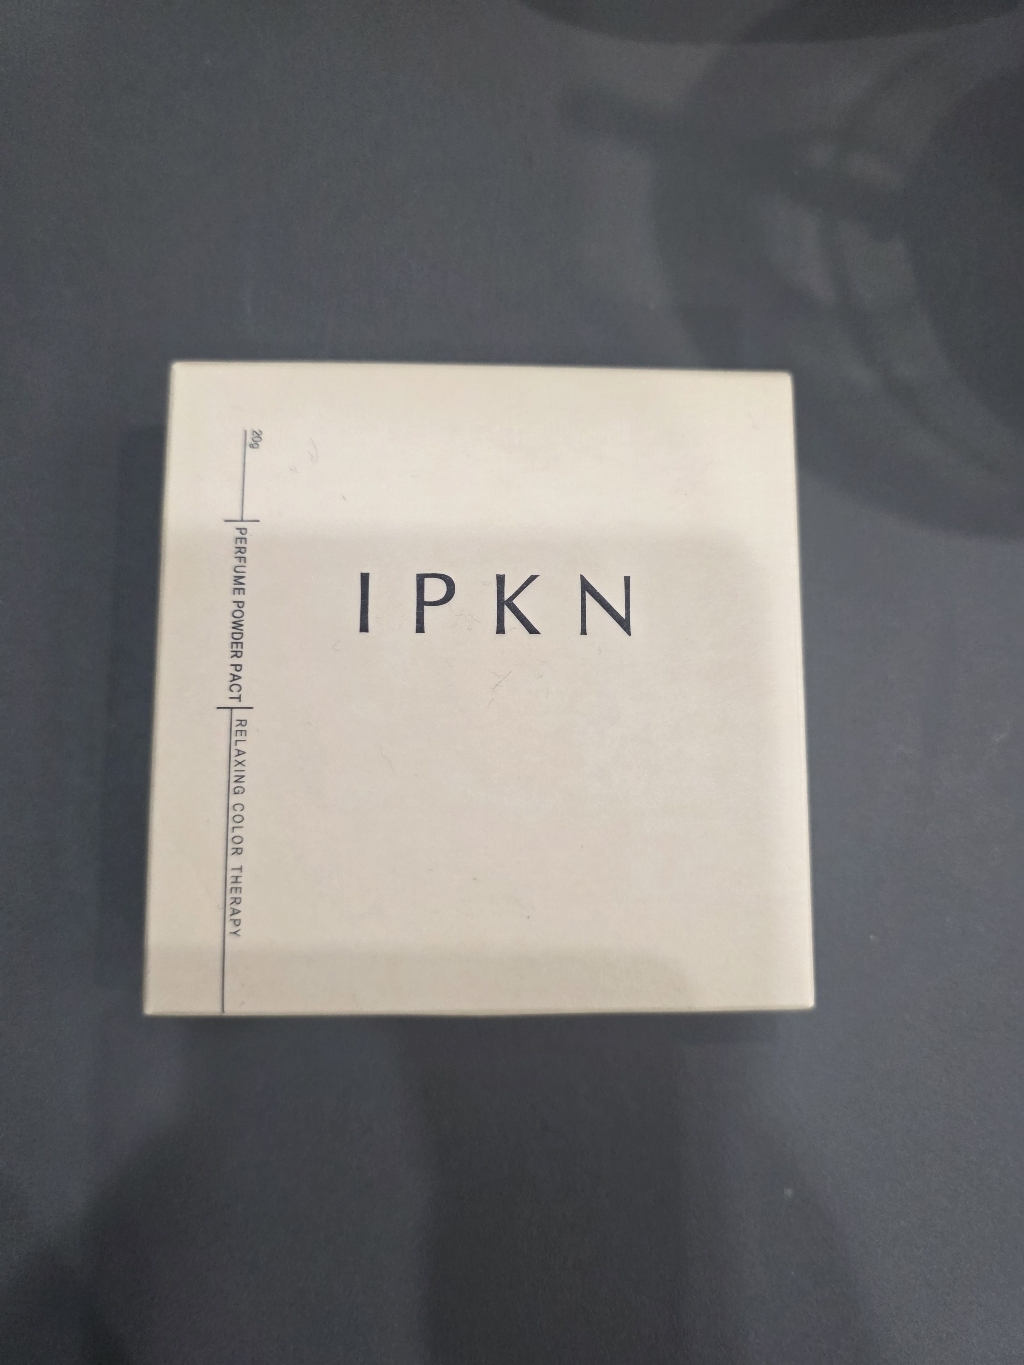 IPKN
20g
PERFUME POWDER PACT
RELAXING COLOR THERAPY